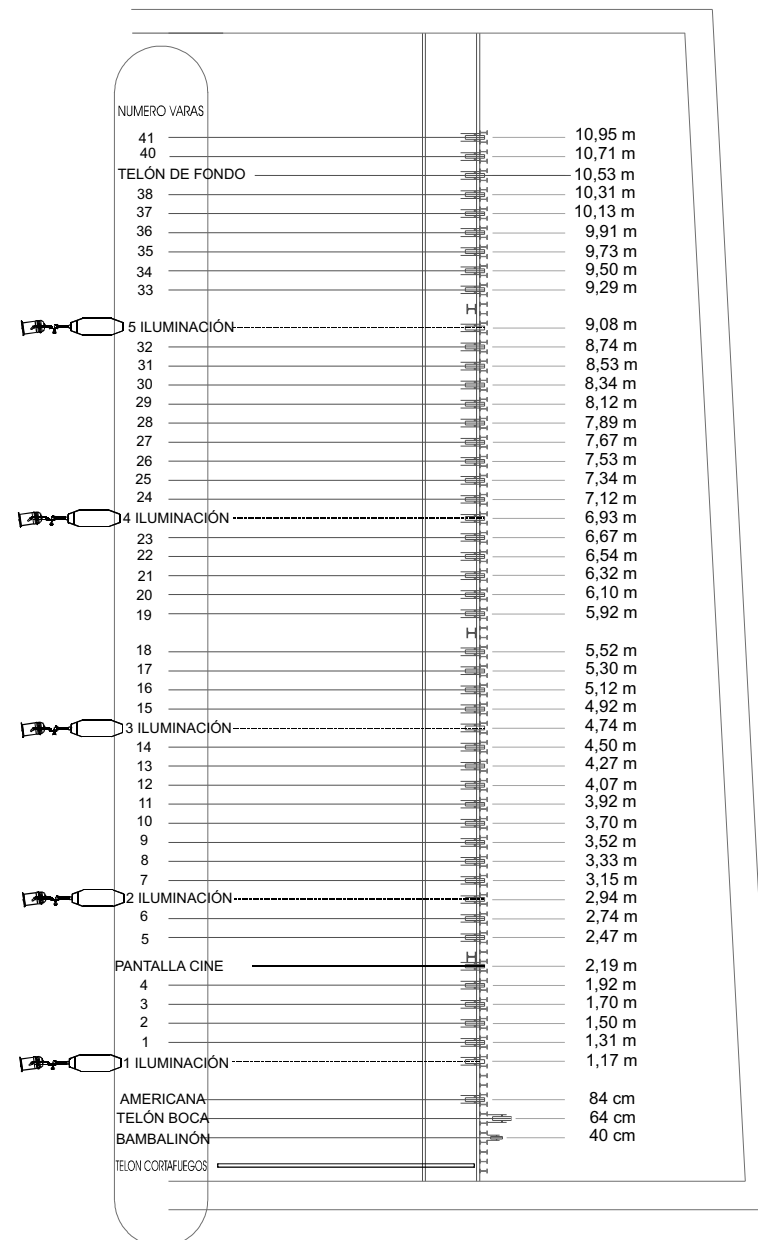 NUMERO VARAS
41 10,95 m
40 10,71 m
TELÓN DE FONDO 10,53 m
38 10,31 m
37 10,13 m
36 9,91 m
35 9,73 m
34 9,50 m
33 9,29 m
5 ILUMINACIÓN 9,08 m
32 8,74 m
31 8,53 m
30 8,34 m
29 8,12 m
28 7,89 m
27 7,67 m
26 7,53 m
25 7,34 m
24 7,12 m
4 ILUMINACIÓN 6,93 m
23 6,67 m
22 6,54 m
21 6,32 m
20 6,10 m
19 5,92 m
18 5,52 m
17 5,30 m
16 5,12 m
15 4,92 m
3 ILUMINACIÓN 4,74 m
14 4,50 m
13 4,27 m
12 4,07 m
11 3,92 m
10 3,70 m
9 3,52 m
8 3,33 m
7 3,15 m
2 ILUMINACIÓN 2,94 m
6 2,74 m
5 2,47 m
PANTALLA CINE 2,19 m
4 1,92 m
3 1,70 m
2 1,50 m
1 1,31 m
1 ILUMINACIÓN 1,17 m
AMERICANA 84 cm
TELÓN BOCA 64 cm
BAMBALINÓN 40 cm
TELON CORTAFUEGOS